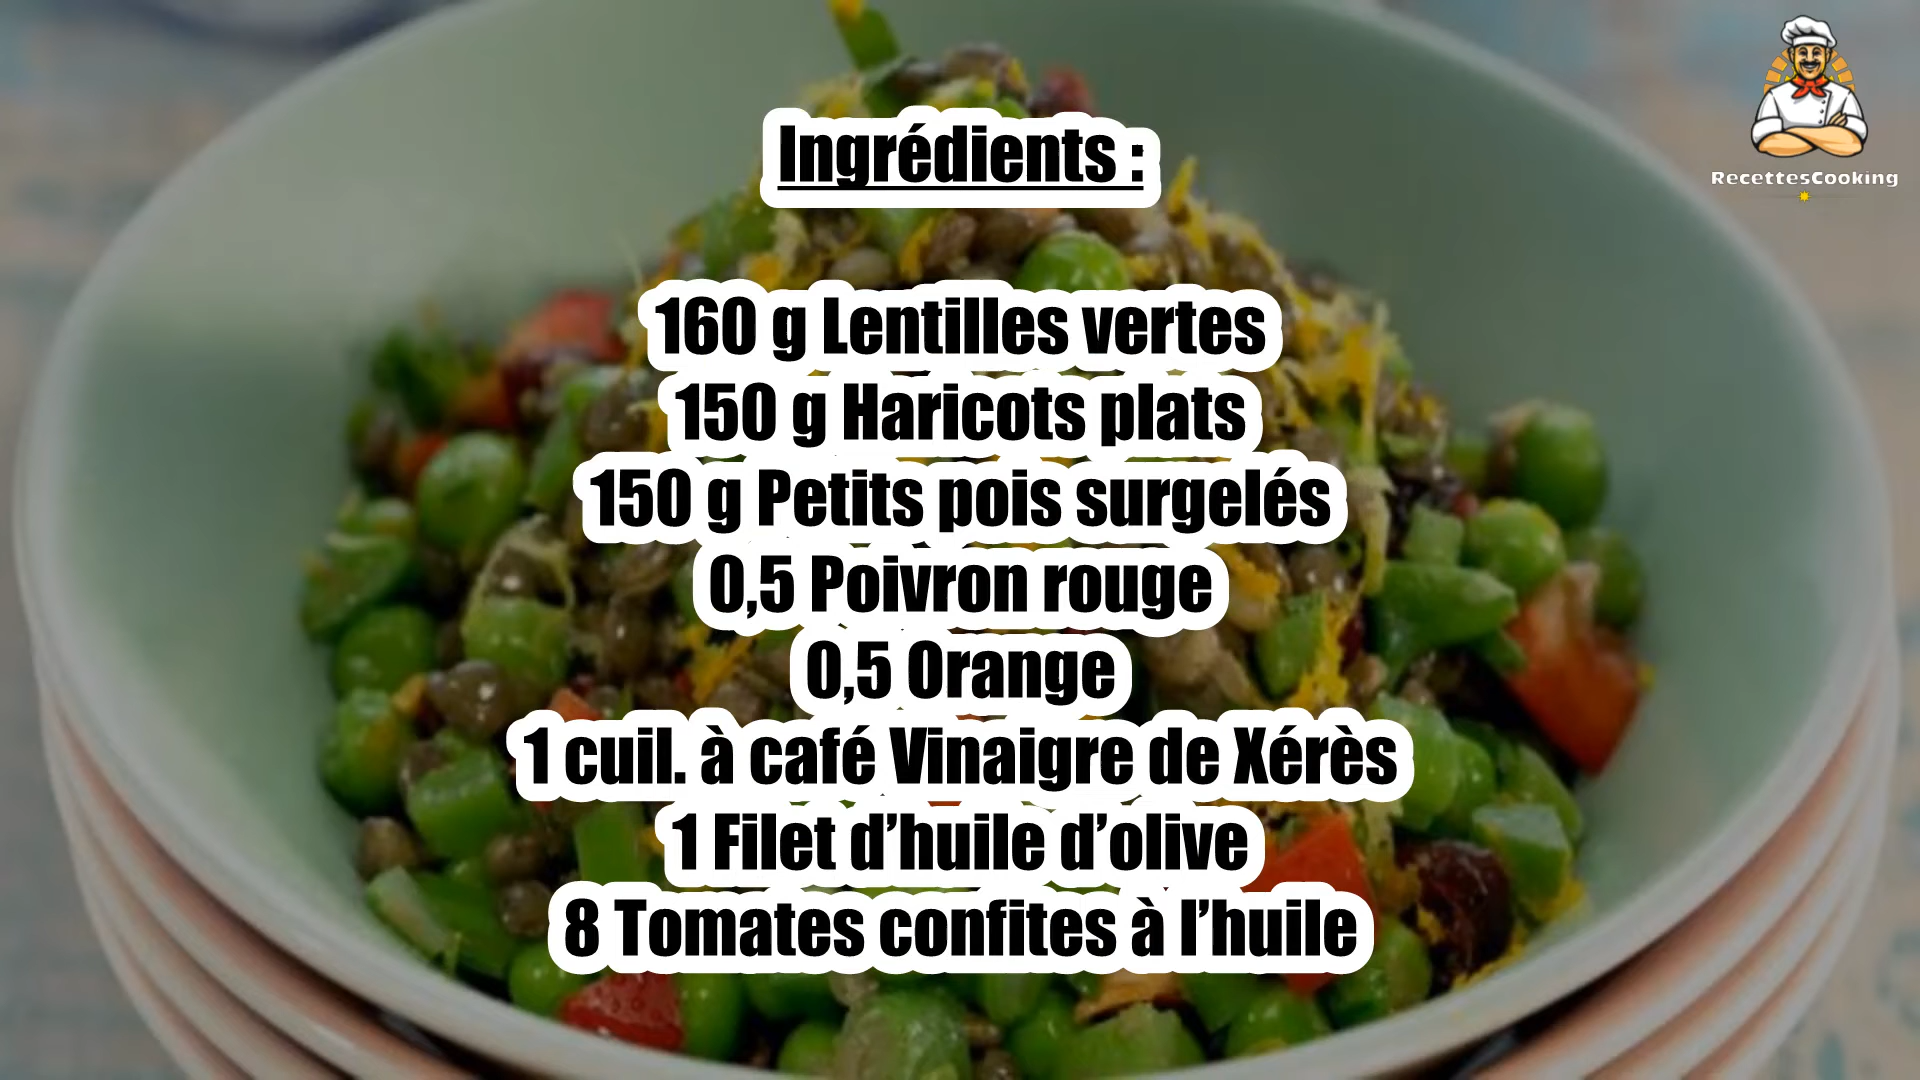 RecettesCooking
Ingrédients :
160 g Lentilles vertes
150 g Haricots plats
150 g Petits pois surgelés
0,5 Poivron rouge
0,5 Orange
1 cuil. à café Vinaigre de Xérès
1 Filet d’huile d’olive
8 Tomates confites à l’huile